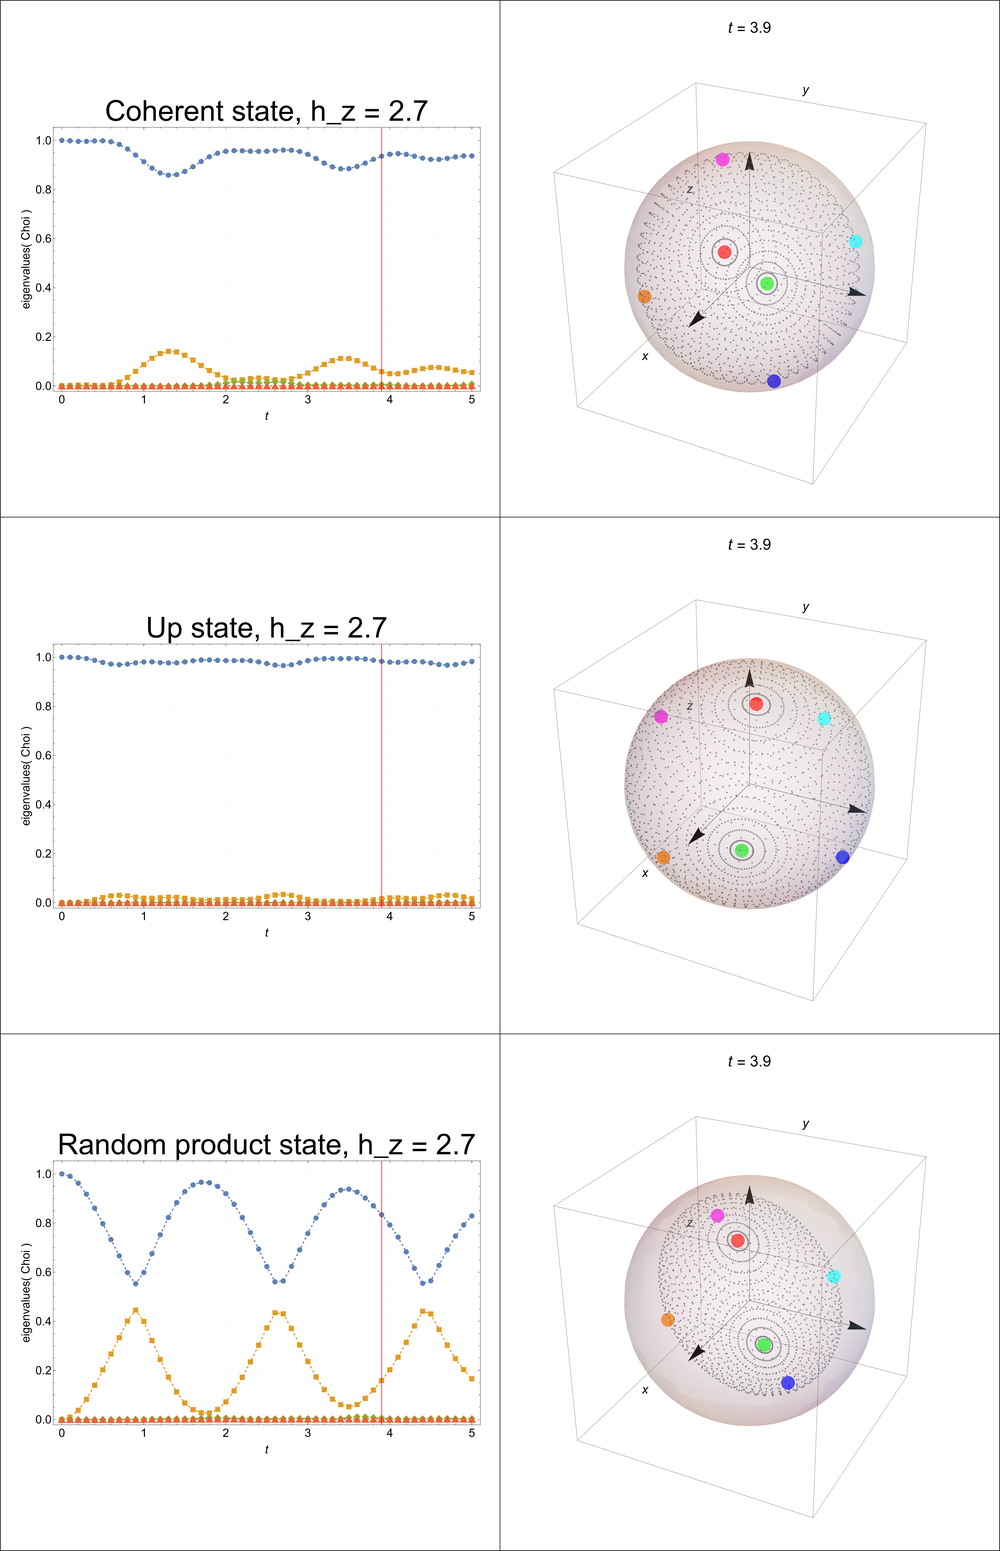 t = 3.9
Coherent state, h_z = 2.7
eigenvalues( Choi )
1.0
0.8
0.6
0.4
0.2
0.0
0 1 2 3 4 5
t
y
z
x
t = 3.9
Up state, h_z = 2.7
eigenvalues( Choi )
1.0
0.8
0.6
0.4
0.2
0.0
0 1 2 3 4 5
t
y
z
x
t = 3.9
Random product state, h_z = 2.7
eigenvalues( Choi )
1.0
0.8
0.6
0.4
0.2
0.0
0 1 2 3 4 5
t
y
z
x